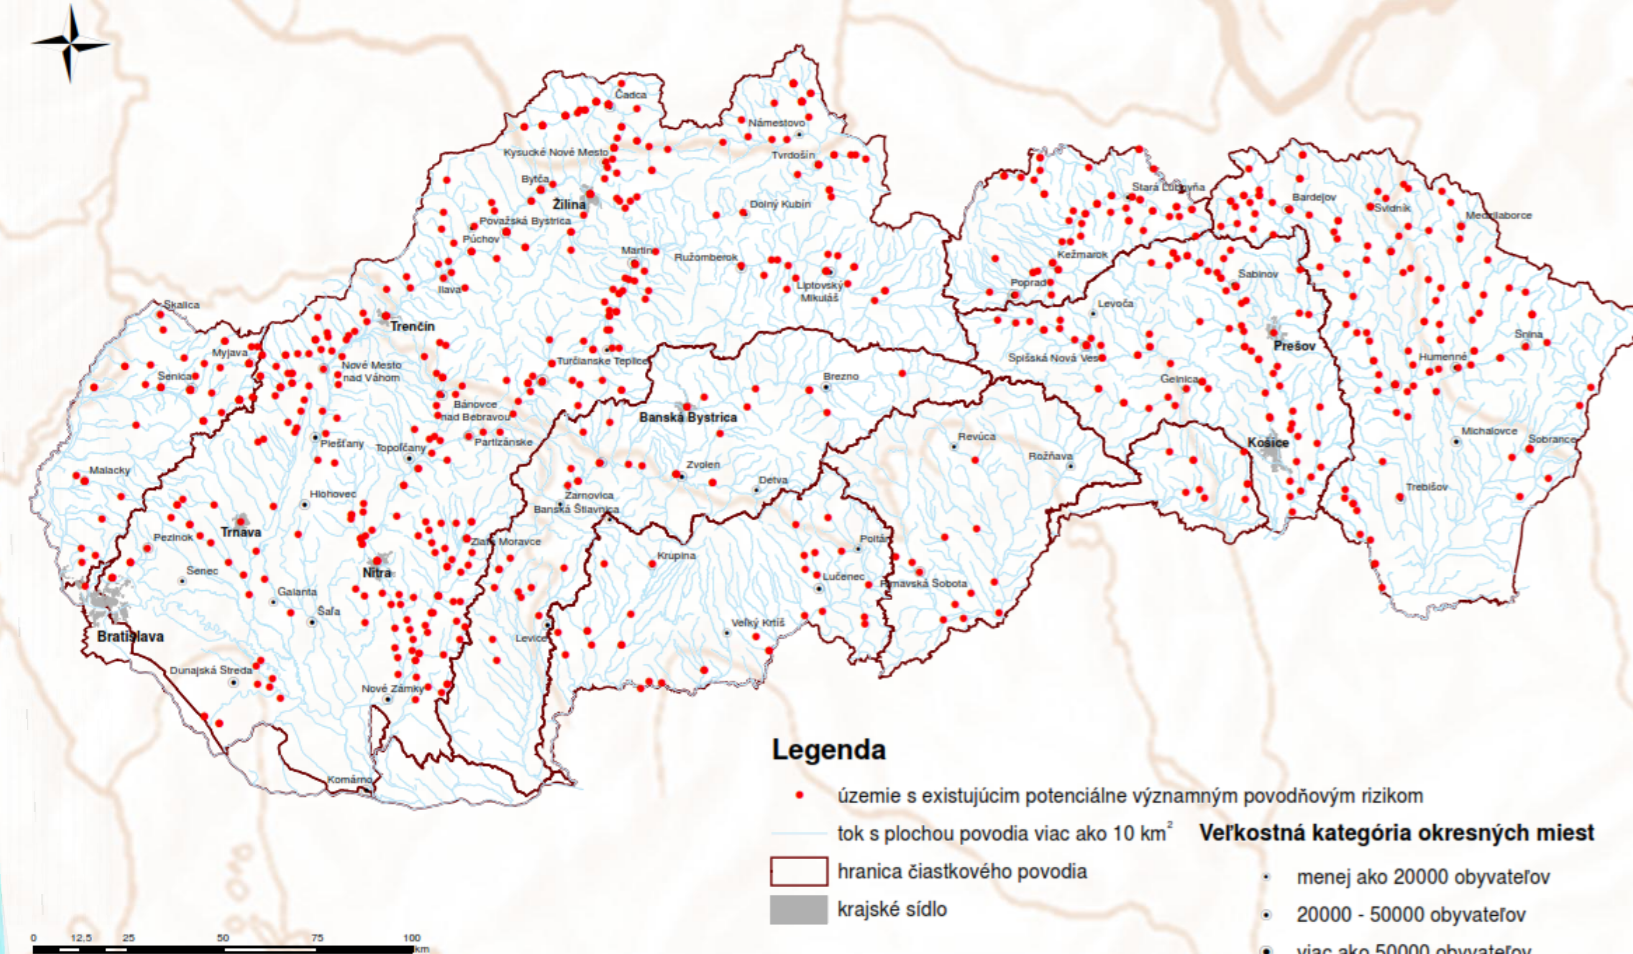 Čadca
Námestovo
Kysucké Nové Mesto
Tvrdošín
Bytča
Stará Ľubovňa
Žilina
Dolný Kubín
Bardejov
Svidník
Medzilaborce
Považská Bystrica
Púchov
Martin
Ružomberok
Kežmarok
Ilava
Liptovský
Mikuláš
Poprad
Sabinov
Skalica
Levoča
Trenčín
Prešov
Snina
Myjava
Turčianske Teplice
Spišská Nová Ves
Humenné
Nové Mesto
nad Váhom
Senica
Brezno
Gelnica
Bánovce
nad Bebravou
Banská Bystrica
Partizánske
Piešťany
Topoľčany
Revúca
Rožňava
Košice
Michalovce
Sobrance
Malacky
Zvolen
Detva
Trebišov
Hlohovec
Žarnovica
Banská Štiavnica
Trnava
Pezinok
Zlaté Moravce
Krupina
Poltár
Senec
Nitra
Lučenec
Rimavská Sobota
Galanta
Šaľa
Bratislava
Levice
Veľký Krtíš
Dunajská Streda
Nové Zámky
Komárno
Legenda
územie s existujúcim potenciálne významným povodňovým rizikom
tok s plochou povodia viac ako 10 km²
hranica čiastkového povodia
krajské sídlo
Veľkostná kategória okresných miest
menej ako 20000 obyvateľov
20000 - 50000 obyvateľov
viac ako 50000 obyvateľov
0 12,5 25 50 75 100
km